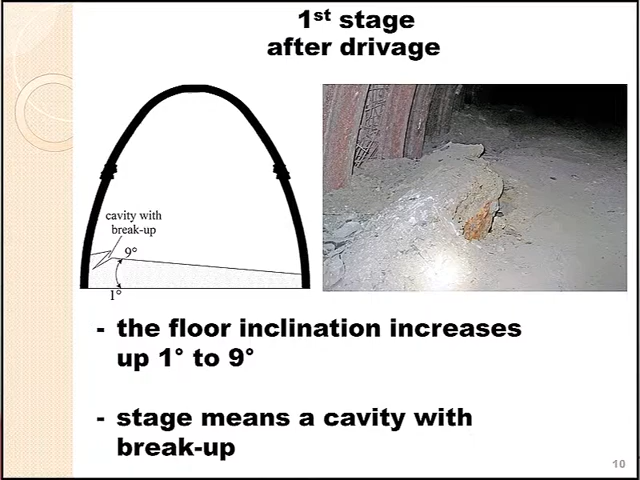 1st stage
after drivage
cavity with
break-up
9°
1°
- the floor inclination increases
up 1° to 9°
- stage means a cavity with
break-up
10